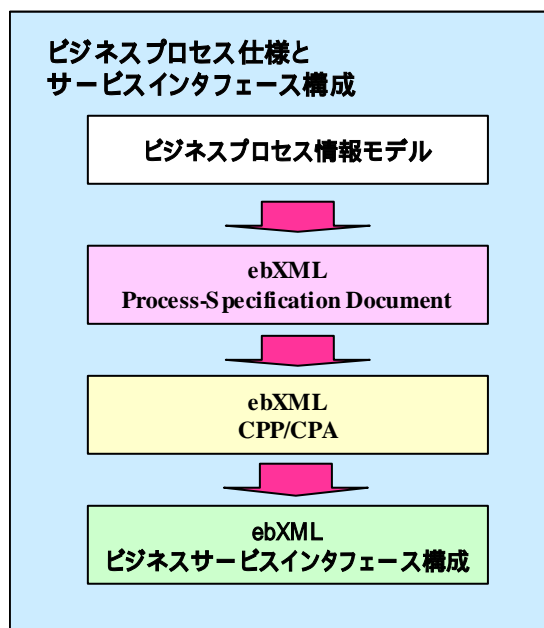 ビジネスプロセス仕様と
サービスインタフェース構成
ビジネスプロセス情報モデル
ebXML
Process-Specification Document
ebXML
CPP/CPA
ebXML
ビジネスサービスインタフェース構成